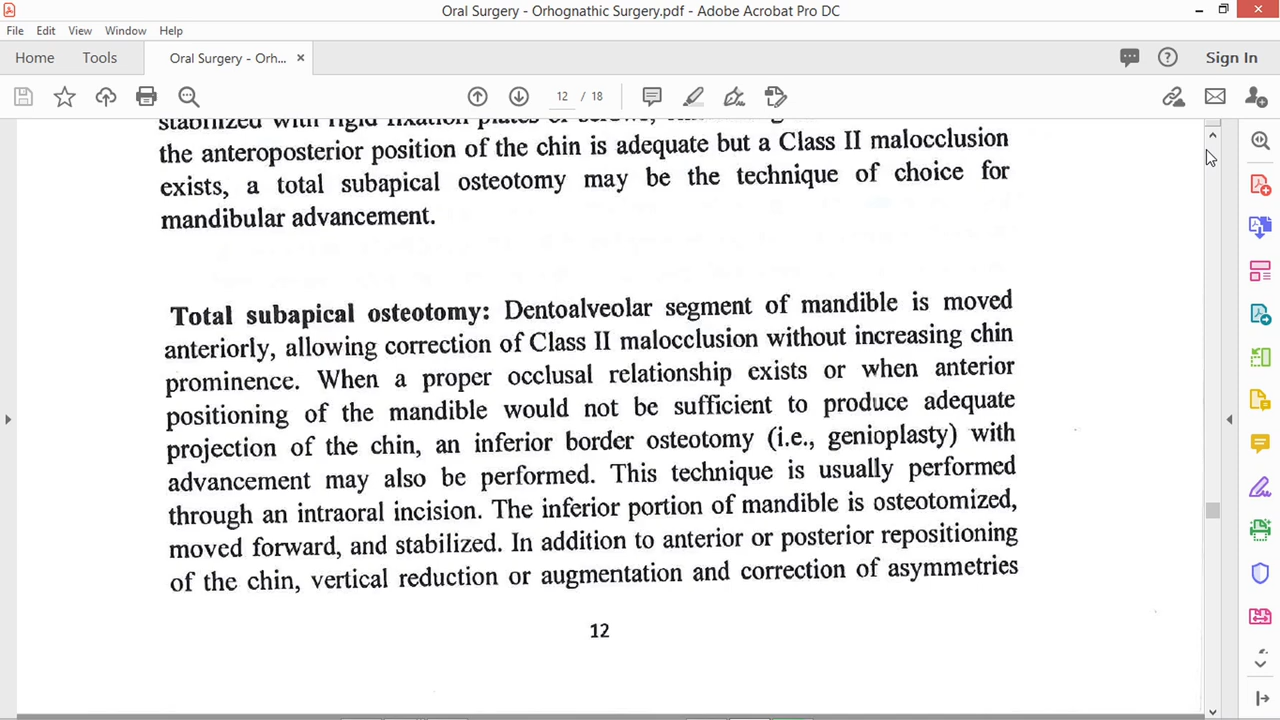 Oral Surgery - Orhognathic Surgery.pdf - Adobe Acrobat Pro DC
File Edit View Window Help
Home Tools Oral Surgery - Orh... × Sign In
12 / 18
stabilized with rigid fixation plates or screws,
the anteroposterior position of the chin is adequate but a Class II malocclusion
exists, a total subapical osteotomy may be the technique of choice for
mandibular advancement.
Total subapical osteotomy: Dentoalveolar segment of mandible is moved
anteriorly, allowing correction of Class II malocclusion without increasing chin
prominence. When a proper occlusal relationship exists or when anterior
positioning of the mandible would not be sufficient to produce adequate
projection of the chin, an inferior border osteotomy (i.e., genioplasty) with
advancement may also be performed. This technique is usually performed
through an intraoral incision. The inferior portion of mandible is osteotomized,
moved forward, and stabilized. In addition to anterior or posterior repositioning
of the chin, vertical reduction or augmentation and correction of asymmetries
12